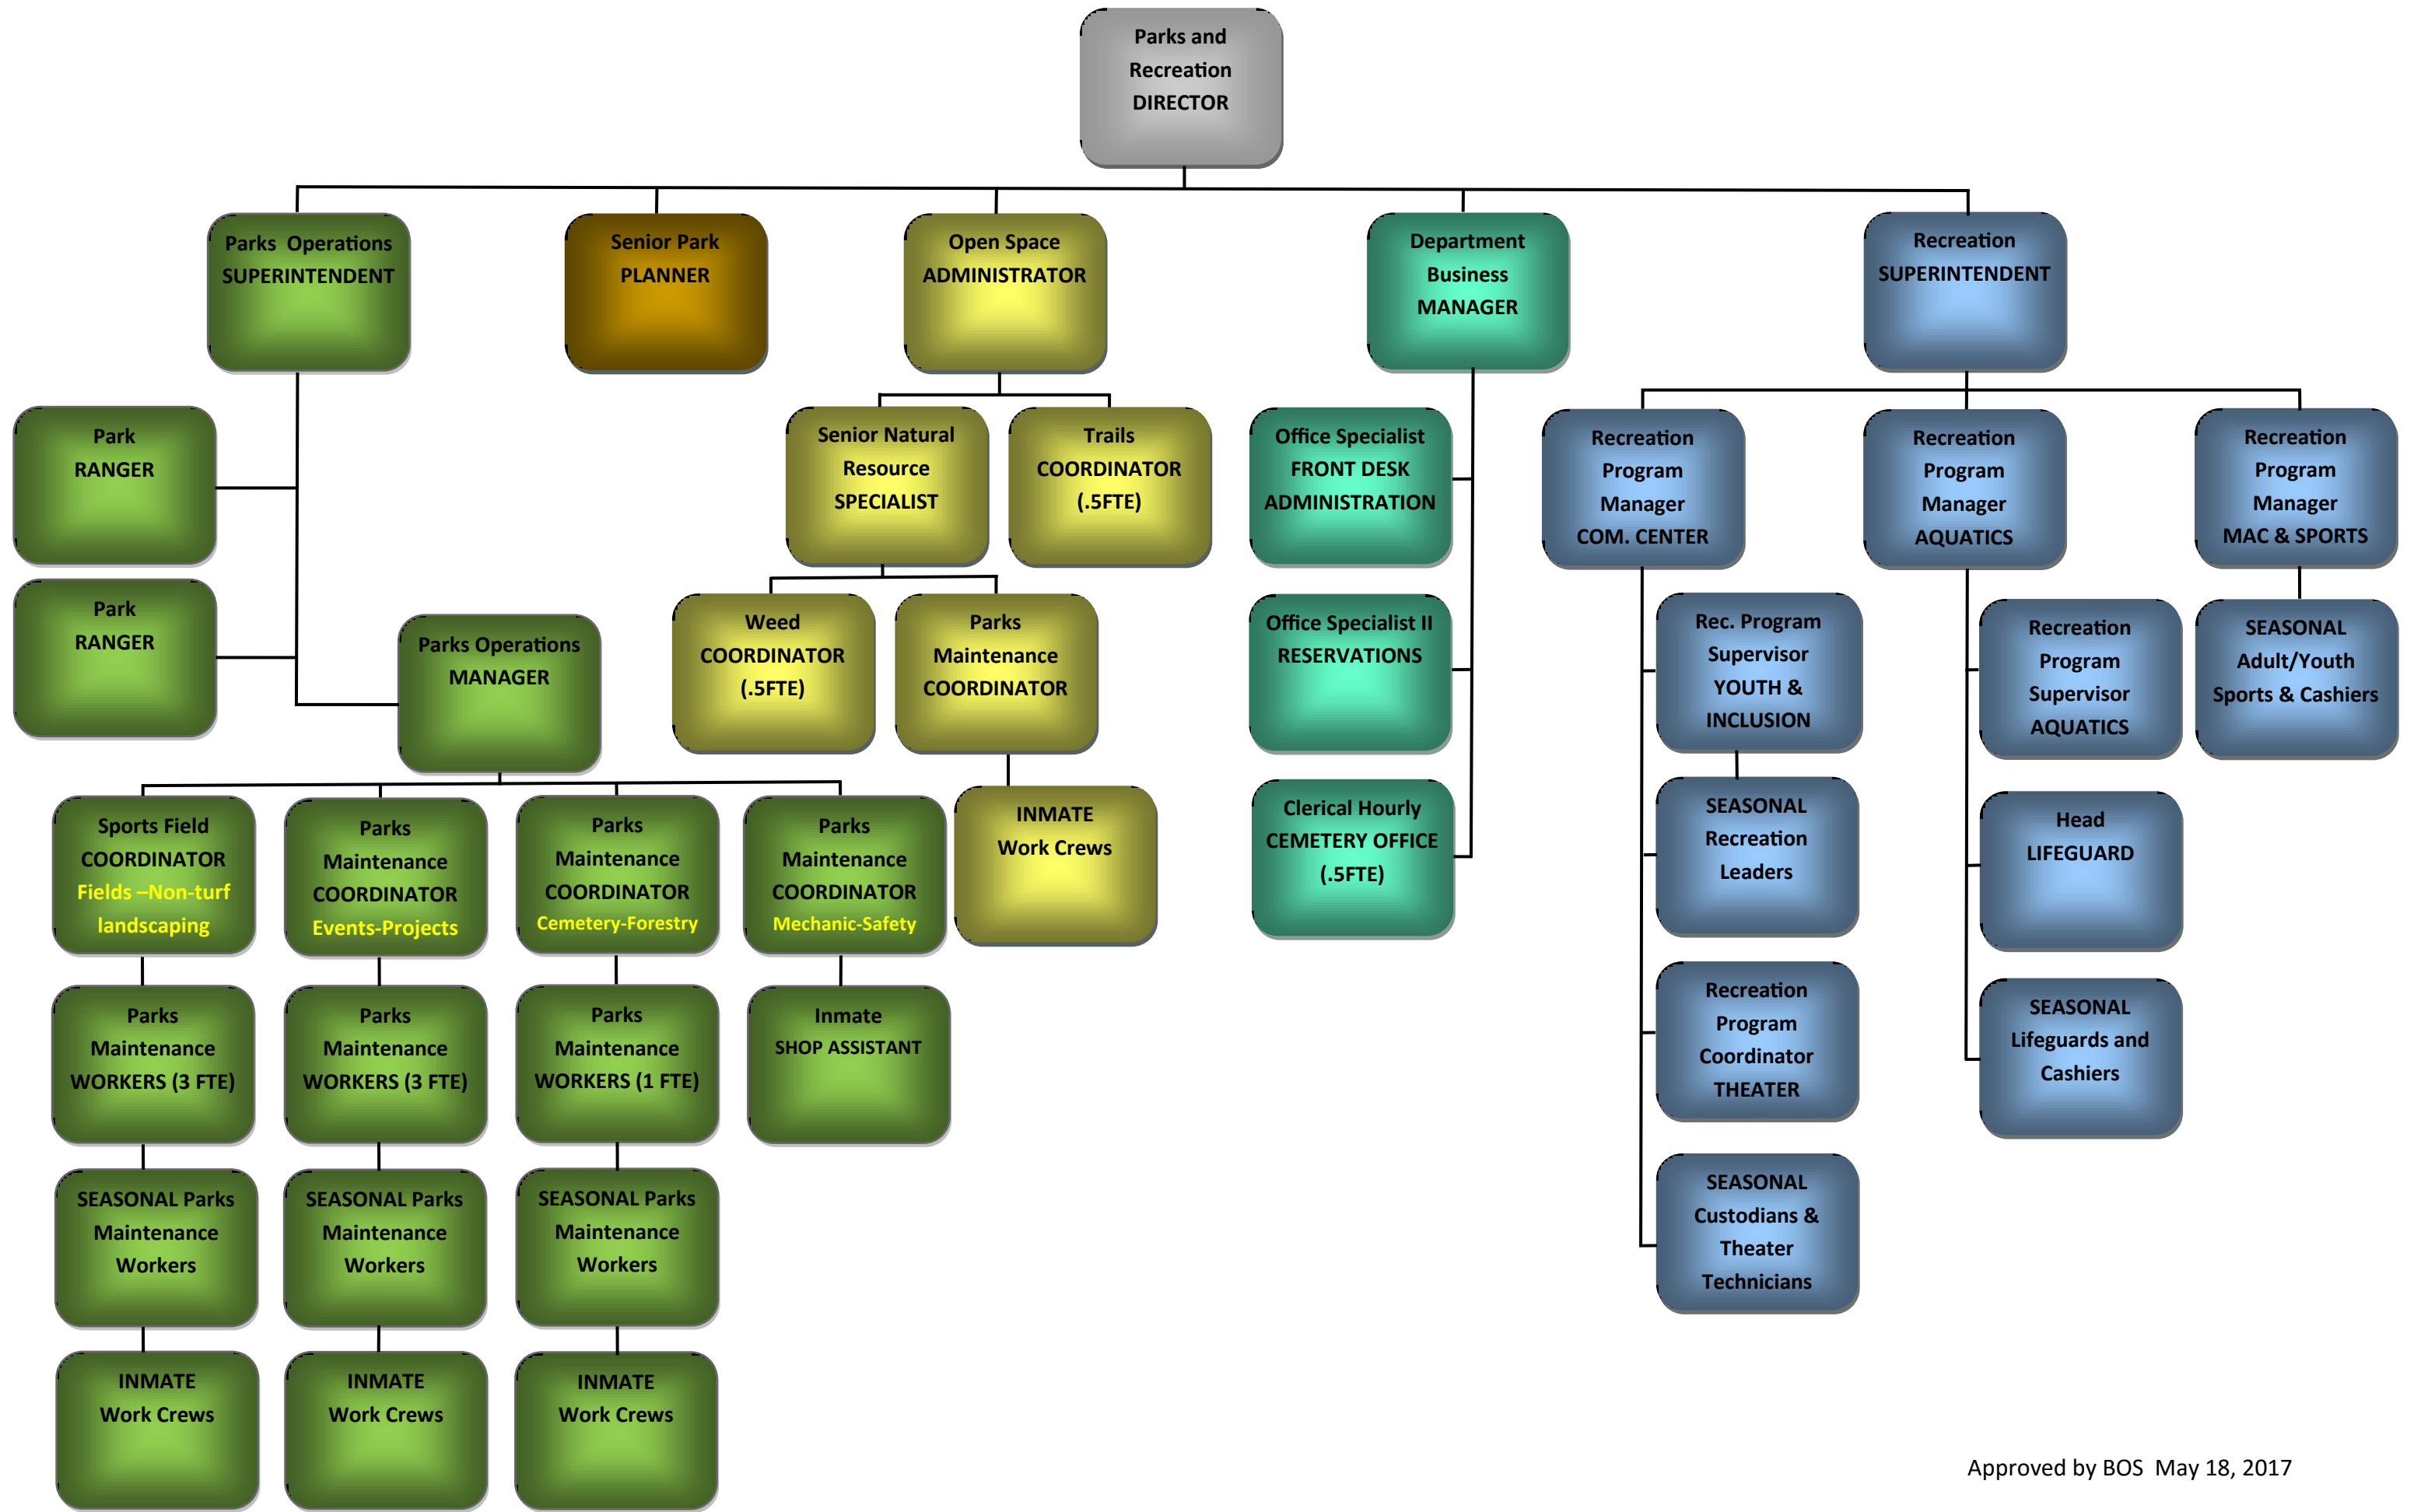 Parks and
Recreation
DIRECTOR
Parks  Operations
SUPERINTENDENT
Senior Park
PLANNER
Open Space
ADMINISTRATOR
Department
Business
MANAGER
Recreation
SUPERINTENDENT
Park
RANGER
Senior Natural
Resource
SPECIALIST
Trails
COORDINATOR
(.5FTE)
Office Specialist
FRONT DESK
ADMINISTRATION
Recreation
Program
Manager
COM. CENTER
Recreation
Program
Manager
AQUATICS
Recreation
Program
Manager
MAC & SPORTS
Park
RANGER
Parks Operations
MANAGER
Weed
COORDINATOR
(.5FTE)
Parks
Maintenance
COORDINATOR
Office Specialist II
RESERVATIONS
Rec. Program
Supervisor
YOUTH &
INCLUSION
Recreation
Program
Supervisor
AQUATICS
SEASONAL
Adult/Youth
Sports & Cashiers
Sports Field
COORDINATOR
Fields –Non-turf
landscaping
Parks
Maintenance
COORDINATOR
Events-Projects
Parks
Maintenance
COORDINATOR
Cemetery-Forestry
Parks
Maintenance
COORDINATOR
Mechanic-Safety
INMATE
Work Crews
Clerical Hourly
CEMETERY OFFICE
(.5FTE)
SEASONAL
Recreation
Leaders
Head
LIFEGUARD
Parks
Maintenance
WORKERS (3 FTE)
Parks
Maintenance
WORKERS (3 FTE)
Parks
Maintenance
WORKERS (1 FTE)
Inmate
SHOP ASSISTANT
Recreation
Program
Coordinator
THEATER
SEASONAL
Lifeguards and
Cashiers
SEASONAL Parks
Maintenance
Workers
SEASONAL Parks
Maintenance
Workers
SEASONAL Parks
Maintenance
Workers
SEASONAL
Custodians &
Theater
Technicians
INMATE
Work Crews
INMATE
Work Crews
INMATE
Work Crews
Approved by BOS  May 18, 2017